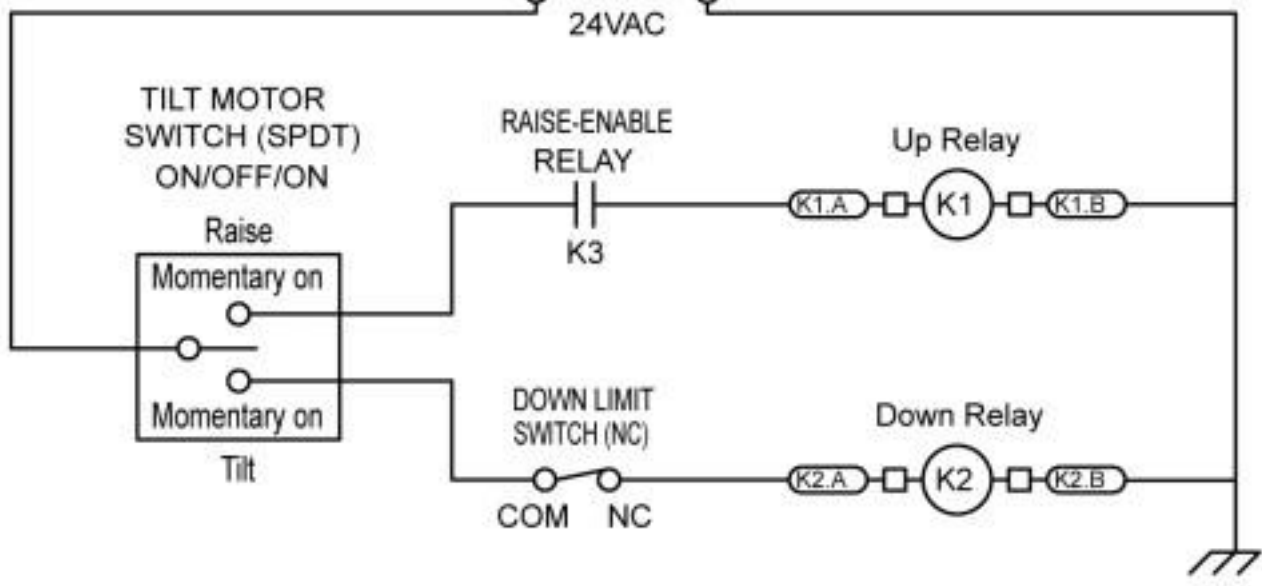 24VAC
TILT MOTOR
SWITCH (SPDT)
ON/OFF/ON
Raise
Momentary on
Momentary on
Tilt
RAISE-ENABLE
RELAY
K3
Up Relay
K1.A
K1
K1.B
DOWN LIMIT
SWITCH (NC)
COM NC
Down Relay
K2.A
K2
K2.B